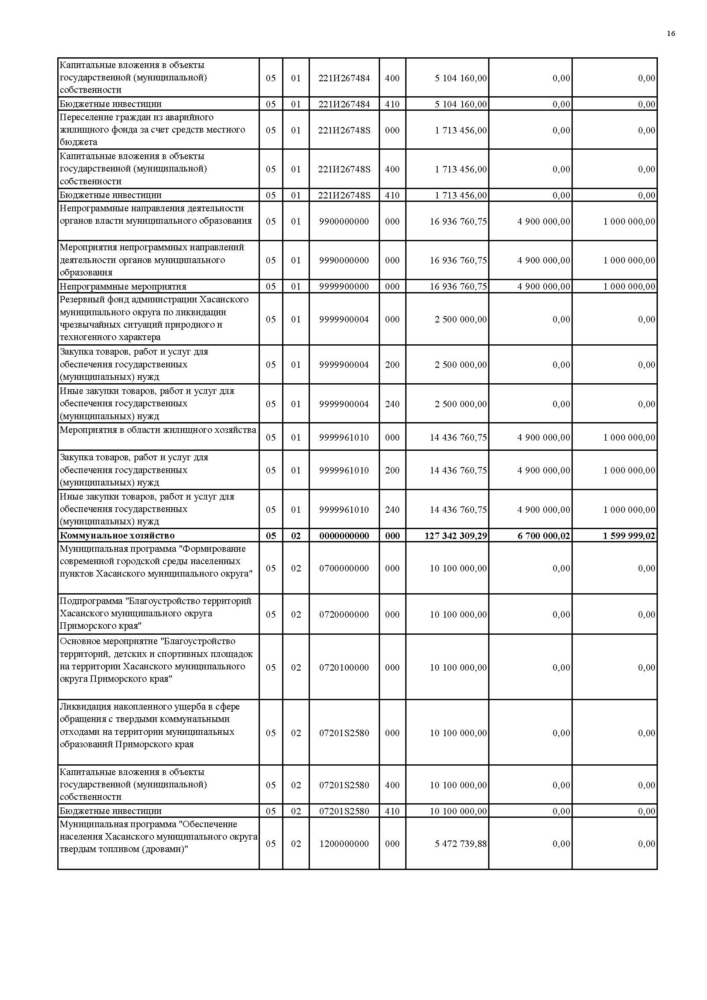 16
Капитальные вложения в объекты
государственной (муниципальной)
собственности
05 01 221И267484 400 5 104 160,00 0,00 0,00
Бюджетные инвестиции 05 01 221И267484 410 5 104 160,00 0,00 0,00
Переселение граждан из аварийного
жилищного фонда за счет средств местного
бюджета
05 01 221И26748S 000 1 713 456,00 0,00 0,00
Капитальные вложения в объекты
государственной (муниципальной)
собственности
05 01 221И26748S 400 1 713 456,00 0,00 0,00
Бюджетные инвестиции 05 01 221И26748S 410 1 713 456,00 0,00 0,00
Непрограммные направления деятельности
органов власти муниципального образования
05 01 9900000000 000 16 936 760,75 4 900 000,00 1 000 000,00
Мероприятия непрограммных направлений
деятельности органов муниципального
образования
05 01 9990000000 000 16 936 760,75 4 900 000,00 1 000 000,00
Непрограммные мероприятия 05 01 9999900000 000 16 936 760,75 4 900 000,00 1 000 000,00
Резервный фонд администрации Хасанского
муниципального округа по ликвидации
чрезвычайных ситуаций природного и
техногенного характера
05 01 9999900004 000 2 500 000,00 0,00 0,00
Закупка товаров, работ и услуг для
обеспечения государственных
(муниципальных) нужд
05 01 9999900004 200 2 500 000,00 0,00 0,00
Иные закупки товаров, работ и услуг для
обеспечения государственных
(муниципальных) нужд
05 01 9999900004 240 2 500 000,00 0,00 0,00
Мероприятия в области жилищного хозяйства
05 01 9999961010 000 14 436 760,75 4 900 000,00 1 000 000,00
Закупка товаров, работ и услуг для
обеспечения государственных
(муниципальных) нужд
05 01 9999961010 200 14 436 760,75 4 900 000,00 1 000 000,00
Иные закупки товаров, работ и услуг для
обеспечения государственных
(муниципальных) нужд
05 01 9999961010 240 14 436 760,75 4 900 000,00 1 000 000,00
Коммунальное хозяйство 05 02 0000000000 000 127 342 309,29 6 700 000,02 1 599 999,02
Муниципальная программа "Формирование
современной городской среды населенных
пунктов Хасанского муниципального округа"
05 02 0700000000 000 10 100 000,00 0,00 0,00
Подпрограмма "Благоустройство территорий
Хасанского муниципального округа
Приморского края"
05 02 0720000000 000 10 100 000,00 0,00 0,00
Основное мероприятие "Благоустройство
территорий, детских и спортивных площадок
на территории Хасанского муниципального
округа Приморского края"
05 02 0720100000 000 10 100 000,00 0,00 0,00
Ликвидация накопленного ущерба в сфере
обращения с твердыми коммунальными
отходами на территории муниципальных
образований Приморского края
05 02 07201S2580 000 10 100 000,00 0,00 0,00
Капитальные вложения в объекты
государственной (муниципальной)
собственности
05 02 07201S2580 400 10 100 000,00 0,00 0,00
Бюджетные инвестиции 05 02 07201S2580 410 10 100 000,00 0,00 0,00
Муниципальная программа "Обеспечение
населения Хасанского муниципального округа
твердым топливом (дровами)"
05 02 1200000000 000 5 472 739,88 0,00 0,00